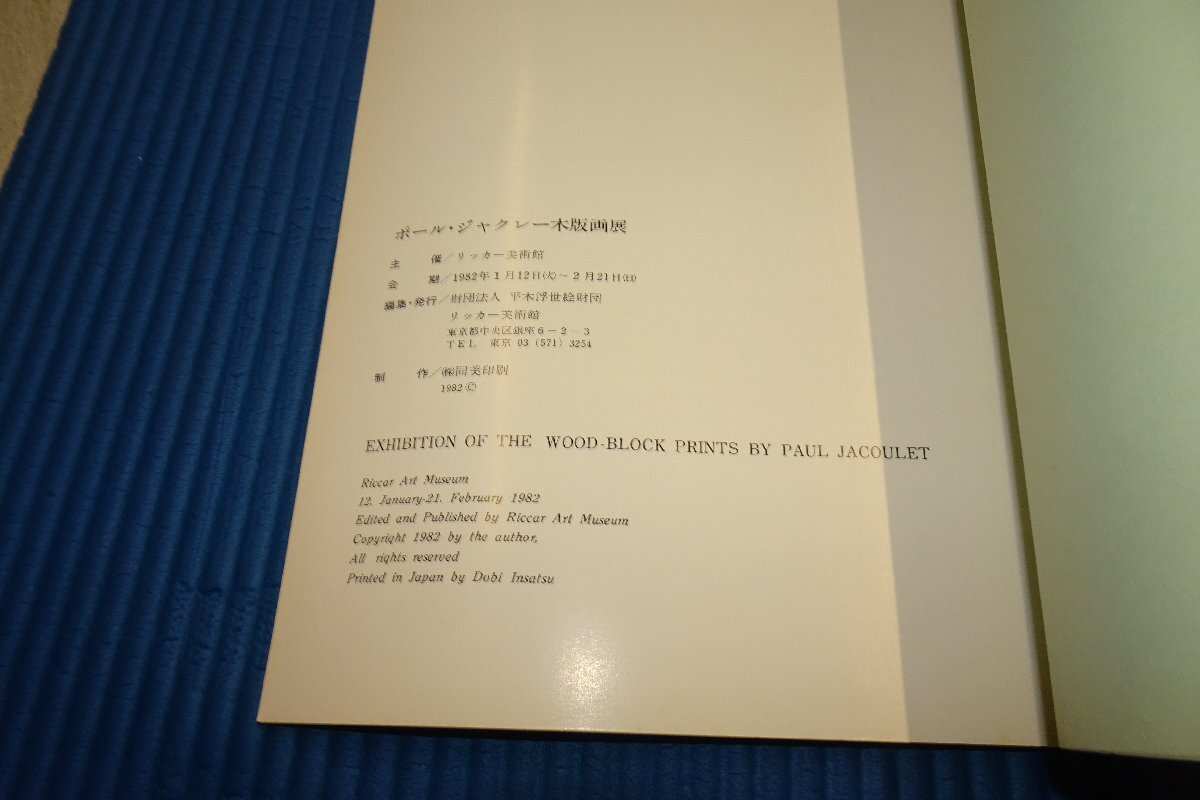 ポール・ジャクレー木版画展
主　　催／リッカー美術館
会　　期／1982年1月12日(火)－2月21日(日)
編集・発行／財団法人 平木浮世絵財団
リッカー美術館
東京都中央区銀座6－2－3
TEL 東京 03 (571) 3254
制　　作／㈱同美印刷
1982 ©
EXHIBITION OF THE WOOD-BLOCK PRINTS BY PAUL JACOULET
Riccar Art Museum
12. January-21. February 1982
Edited and Published by Riccar Art Museum
Copyright 1982 by the author,
All rights reserved
Printed in Japan by Dobi Insatsu